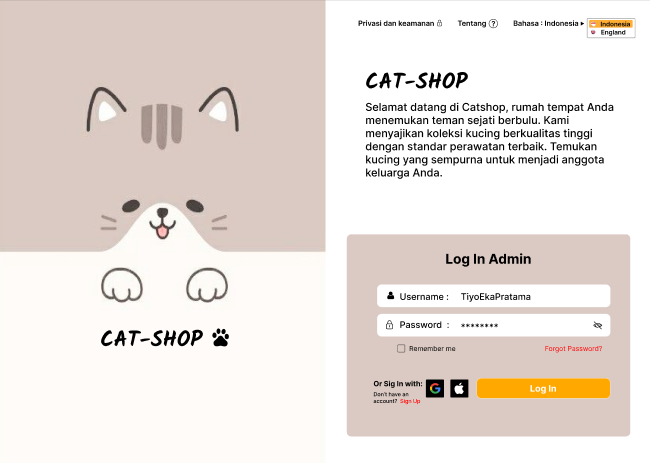 Privasi dan keamanan
Tentang ?
Bahasa : Indonesia
Indonesia
England
CAT-SHOP
Selamat datang di Catshop, rumah tempat Anda
menemukan teman sejati berbulu. Kami
menyajikan koleksi kucing berkualitas tinggi
dengan standar perawatan terbaik. Temukan
kucing yang sempurna untuk menjadi anggota
keluarga Anda.
CAT-SHOP
Log In Admin
Username : TiyoEkaPratama
Password : ********
Remember me
Forgot Password?
Or Sig In with:
Don't have an
account? Sign Up
Log In